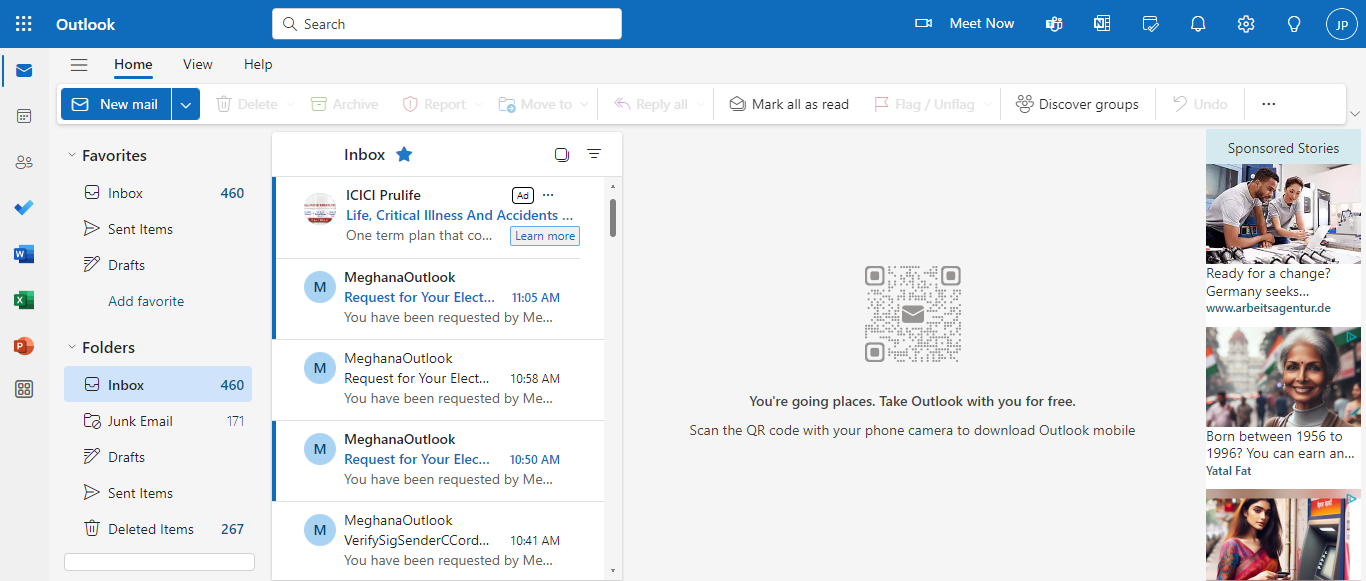 Outlook
Search
Meet Now
JP
Home View Help
New mail Delete Archive Report Move to Reply all Mark all as read Flag / Unflag Discover groups Undo ...
Favorites
Inbox 460
Sent Items
Drafts
Add favorite
Folders
Inbox 460
Junk Email 171
Drafts
Sent Items
Deleted Items 267
Inbox
ICICI Prulife Ad ...
Life, Critical Illness And Accidents ...
One term plan that co... Learn more
M
MeghanaOutlook
Request for Your Elect... 11:05 AM
You have been requested by Me...
M
MeghanaOutlook
Request for Your Elect... 10:58 AM
You have been requested by Me...
M
MeghanaOutlook
Request for Your Elec... 10:50 AM
You have been requested by Me...
M
MeghanaOutlook
VerifySigSenderCCord... 10:41 AM
You have been requested by Me...
You're going places. Take Outlook with you for free.
Scan the QR code with your phone camera to download Outlook mobile
Sponsored Stories
Ready for a change?
Germany seeks...
www.arbeitsagentur.de
Born between 1956 to
1996? You can earn an...
Yatal Fat